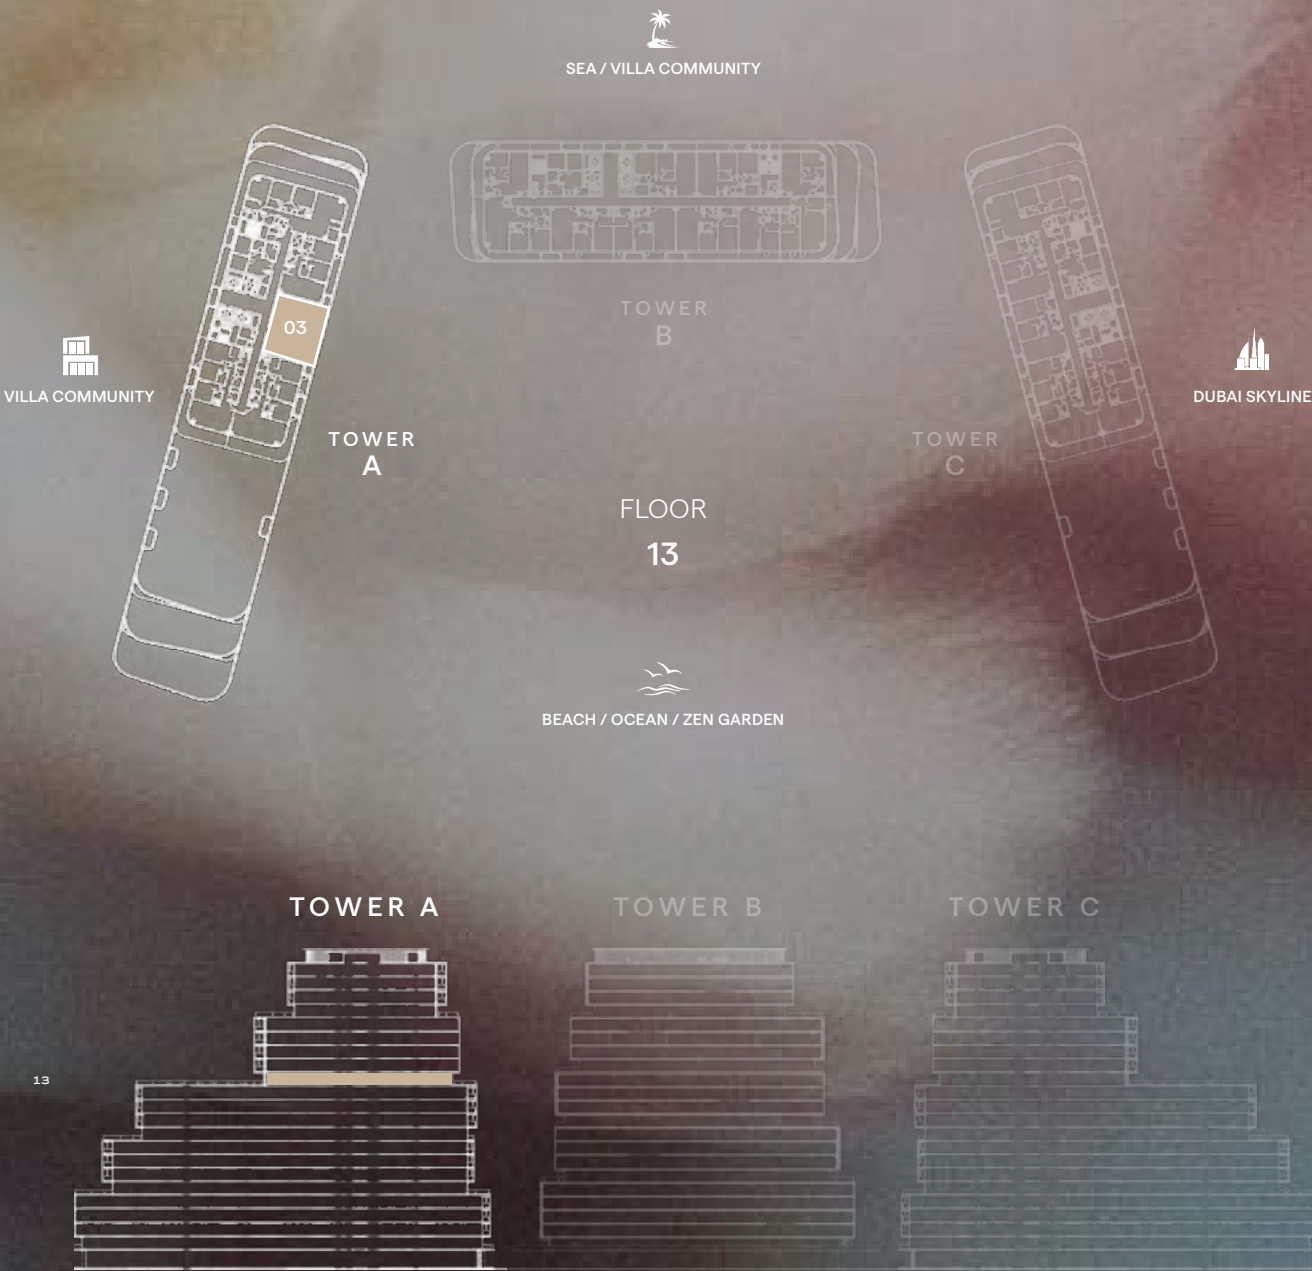 SEA / VILLA COMMUNITY
TOWER
B
03
VILLA COMMUNITY
DUBAI SKYLINE
TOWER
A
TOWER
C
FLOOR
13
BEACH / OCEAN / ZEN GARDEN
TOWER A
TOWER B
TOWER C
13